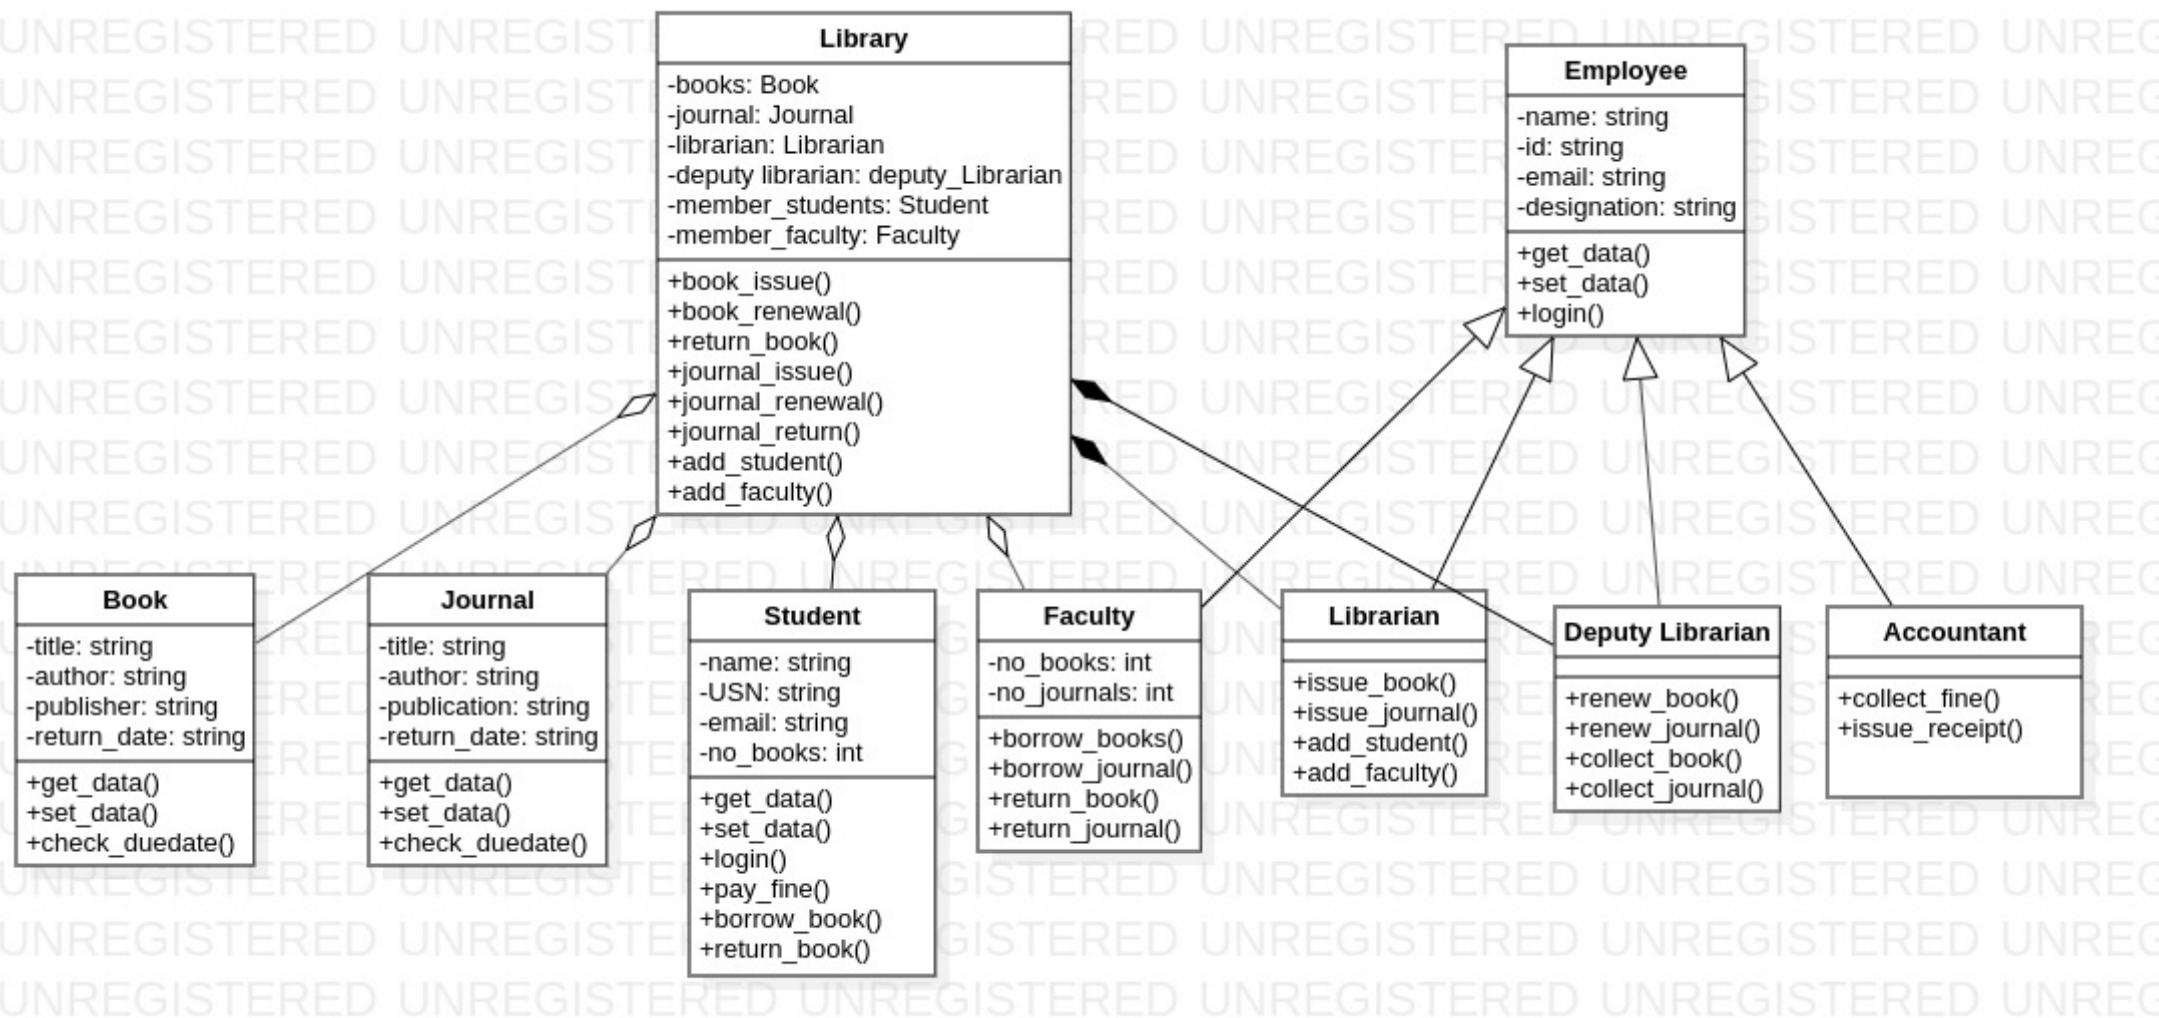 Library
-books: Book
-journal: Journal
-librarian: Librarian
-deputy librarian: deputy_Librarian
-member_students: Student
-member_faculty: Faculty
+book_issue()
+book_renewal()
+return_book()
+journal_issue()
+journal_renewal()
+journal_return()
+add_student()
+add_faculty()
Employee
-name: string
-id: string
-email: string
-designation: string
+get_data()
+set_data()
+login()
Book
-title: string
-author: string
-publisher: string
-return_date: string
+get_data()
+set_data()
+check_duedate()
Journal
-title: string
-author: string
-publication: string
-return_date: string
+get_data()
+set_data()
+check_duedate()
Student
-name: string
-USN: string
-email: string
-no_books: int
+get_data()
+set_data()
+login()
+pay_fine()
+borrow_book()
+return_book()
Faculty
-no_books: int
-no_journals: int
+borrow_books()
+borrow_journal()
+return_book()
+return_journal()
Librarian
+issue_book()
+issue_journal()
+add_student()
+add_faculty()
Deputy Librarian
+renew_book()
+renew_journal()
+collect_book()
+collect_journal()
Accountant
+collect_fine()
+issue_receipt()
UNREGISTERED